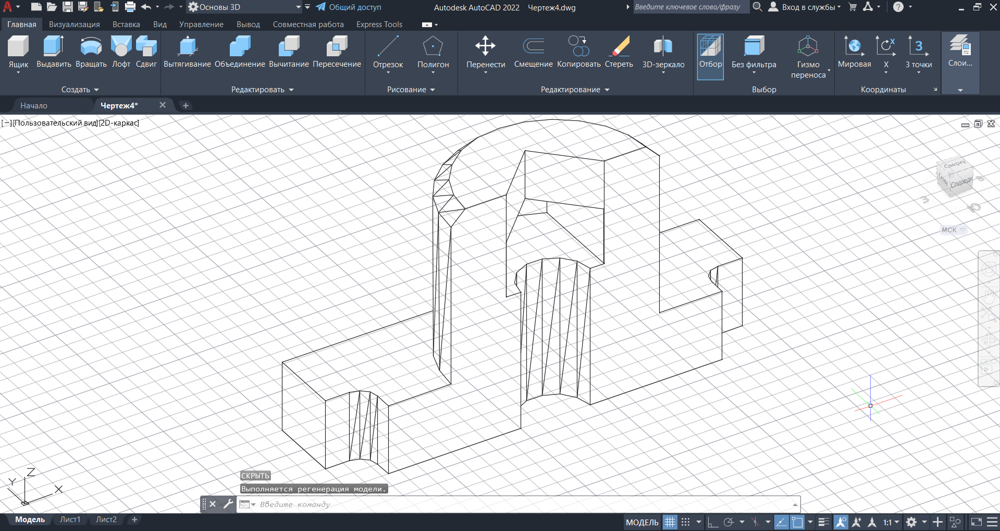 Основы 3D
Общий доступ
Autodesk AutoCAD 2022 Чертеж4.dwg
Введите ключевое слово/фразу
Вход в службы
Главная Визуализация Вставка Вид Управление Вывод Совместная работа Express Tools
Ящик Выдавить Вращать Лофт Сдвиг Вытягивание Объединение Вычитание Пересечение Отрезок Полигон Перенести Смещение Копировать Стереть 3D-зеркало Отбор Без фильтра Гизмо переноса Мировая X 3 точки Слои...
Создать Редактировать Рисование Редактирование Выбор Координаты
Начало Чертеж4*
[−][Пользовательский вид][2D-каркас]
Сверху
Спереди
МСК
Z
Y
X
СКРЫТЬ
Выполняется регенерация модели.
Введите команду
Модель Лист1 Лист2
МОДЕЛЬ 1:1